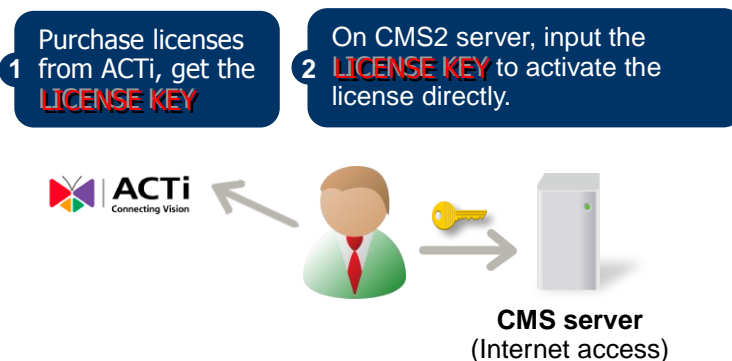 1
Purchase licenses
from ACTi, get the
LICENSE KEY
2
On CMS2 server, input the
LICENSE KEY to activate the
license directly.
ACTi
Connecting Vision
CMS server
(Internet access)